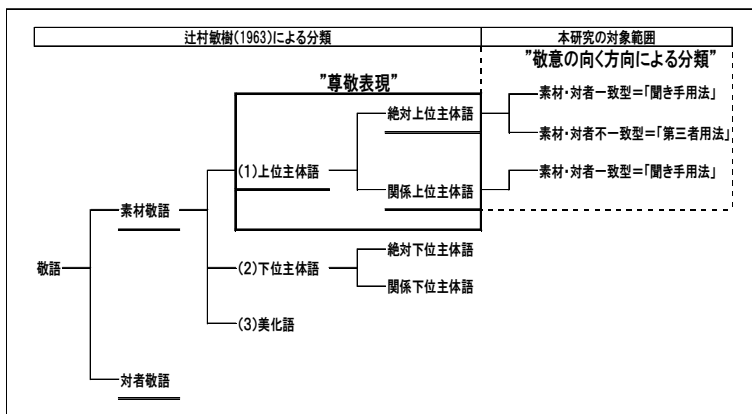 辻村敏樹(1963)による分類
本研究の対象範囲
"敬意の向く方向による分類"
"尊敬表現"
素材・対者一致型=「聞き手用法」
絶対上位主体語
素材・対者不一致型=「第三者用法」
(1)上位主体語
素材・対者一致型=「聞き手用法」
関係上位主体語
素材敬語
絶対下位主体語
敬語
(2)下位主体語
関係下位主体語
(3)美化語
対者敬語